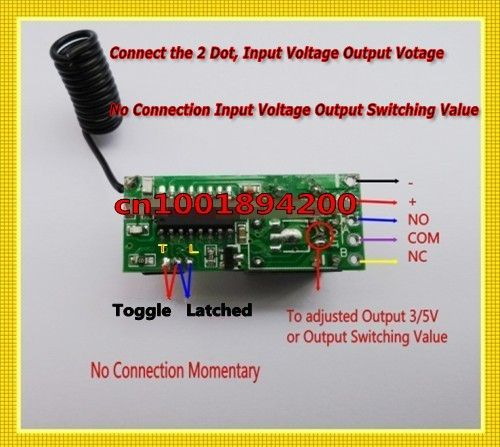 Connect the 2 Dot, Input Voltage Output Votage
No Connection Input Voltage Output Switching Value
cn1001894200
-
+
NO
COM
NC
T L
B
Toggle Latched
To adjusted Output 3/5V
or Output Switching Value
No Connection Momentary